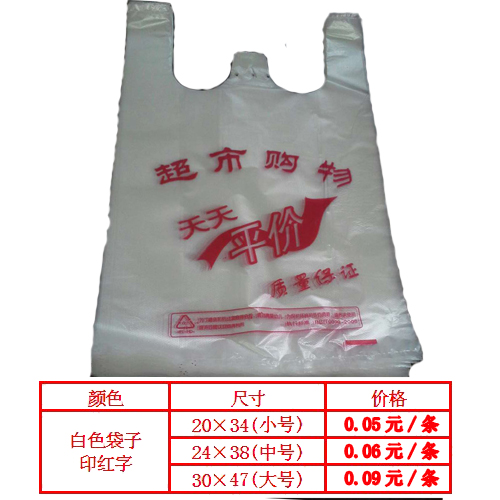 超市购物
天天
平价
质量保证
颜色 尺寸 价格
白色袋子
印红字
20×34(小号) 0.05元/条
24×38(中号) 0.06元/条
30×47(大号) 0.09元/条